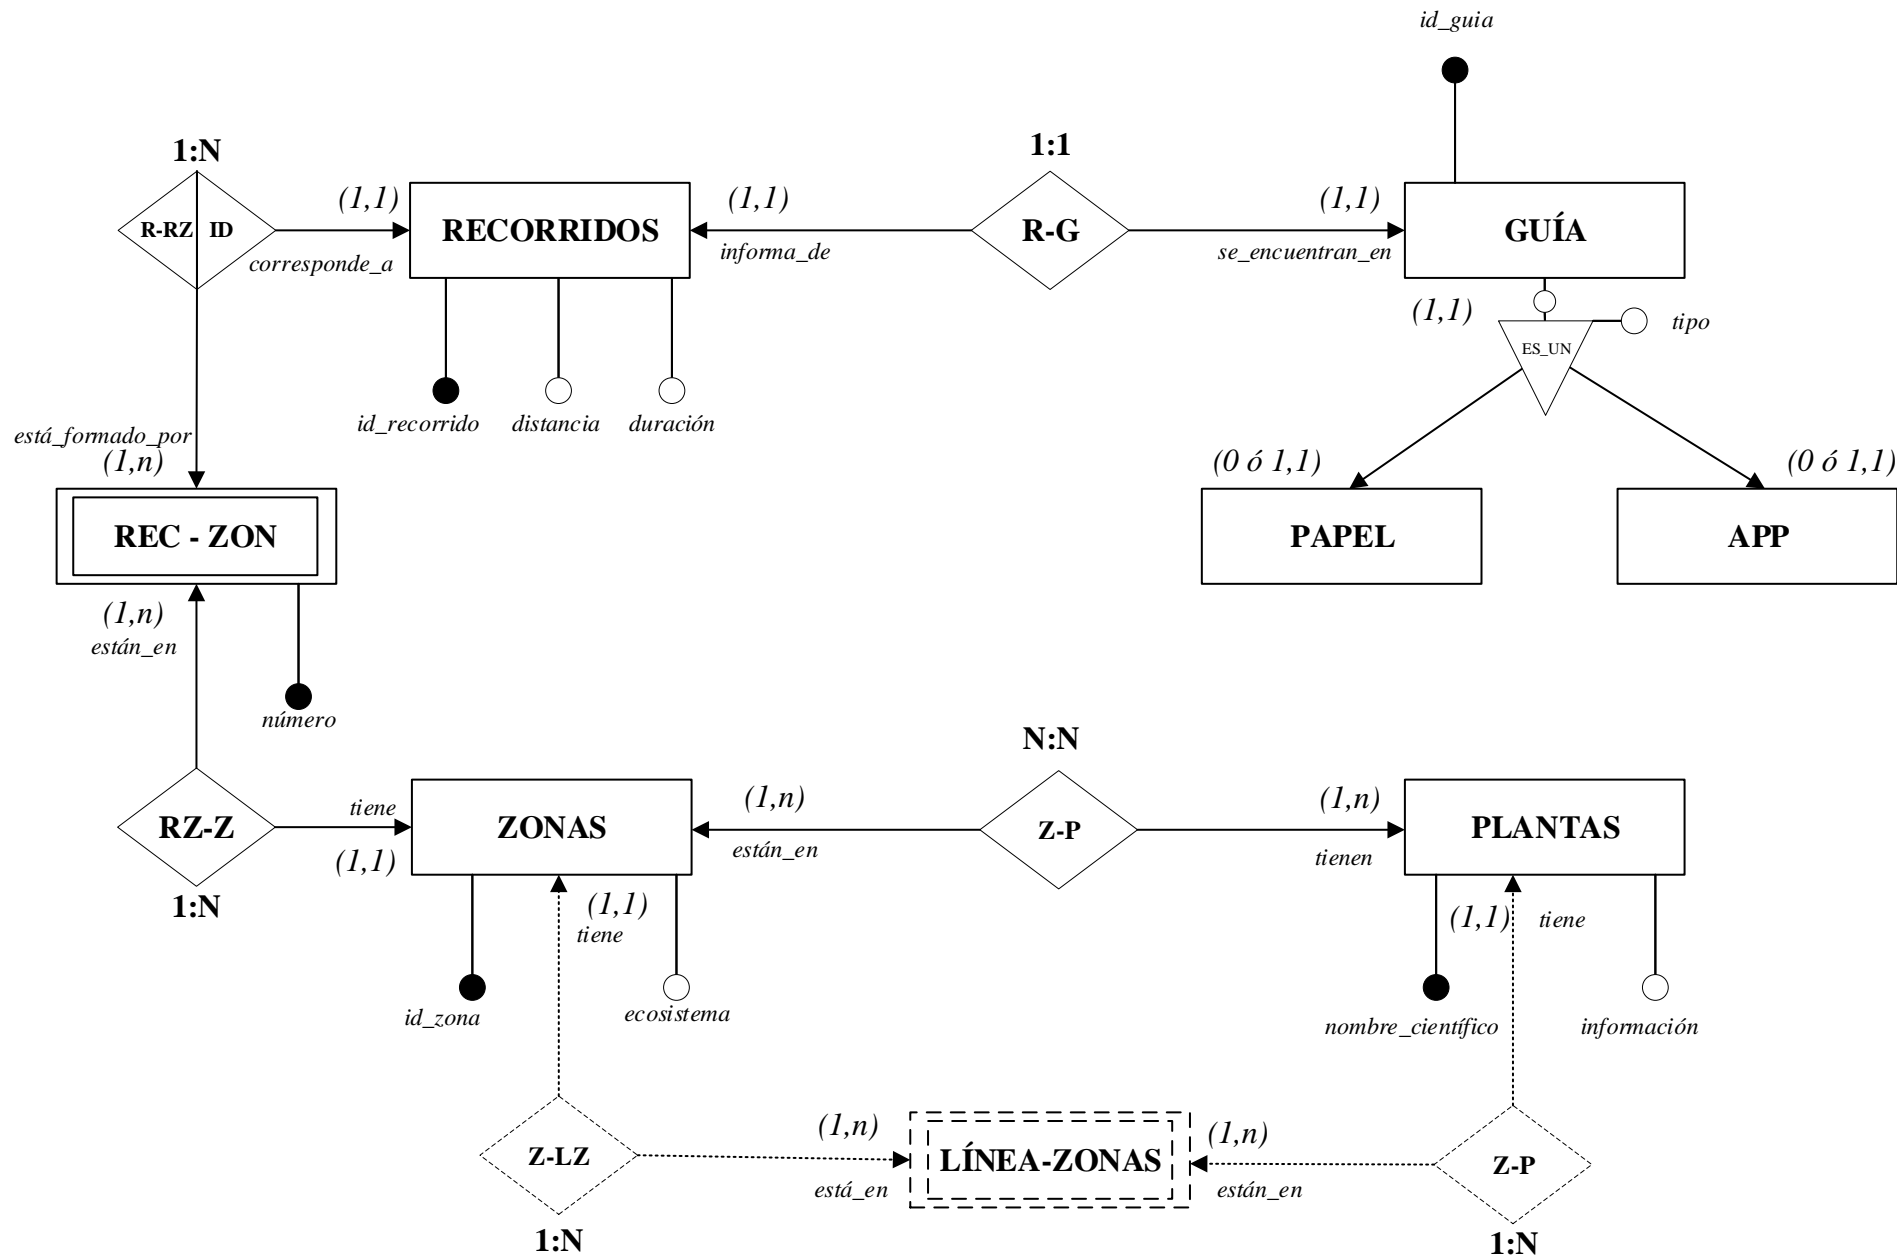 id_guia
1:N
1:1
(1,1)
(1,1)
(1,1)
R-RZ
ID
RECORRIDOS
R-G
GUÍA
corresponde_a
informa_de
se_encuentran_en
(1,1)
tipo
ES_UN
id_recorrido
distancia
duración
está_formado_por
(1,n)
(0 ó 1,1)
(0 ó 1,1)
REC - ZON
PAPEL
APP
(1,n)
están_en
número
N:N
tiene
(1,n)
(1,n)
RZ-Z
ZONAS
Z-P
PLANTAS
(1,1)
están_en
tienen
1:N
(1,1)
tiene
(1,1)
tiene
id_zona
ecosistema
nombre_científico
información
(1,n)
(1,n)
Z-LZ
LÍNEA-ZONAS
Z-P
está_en
están_en
1:N
1:N